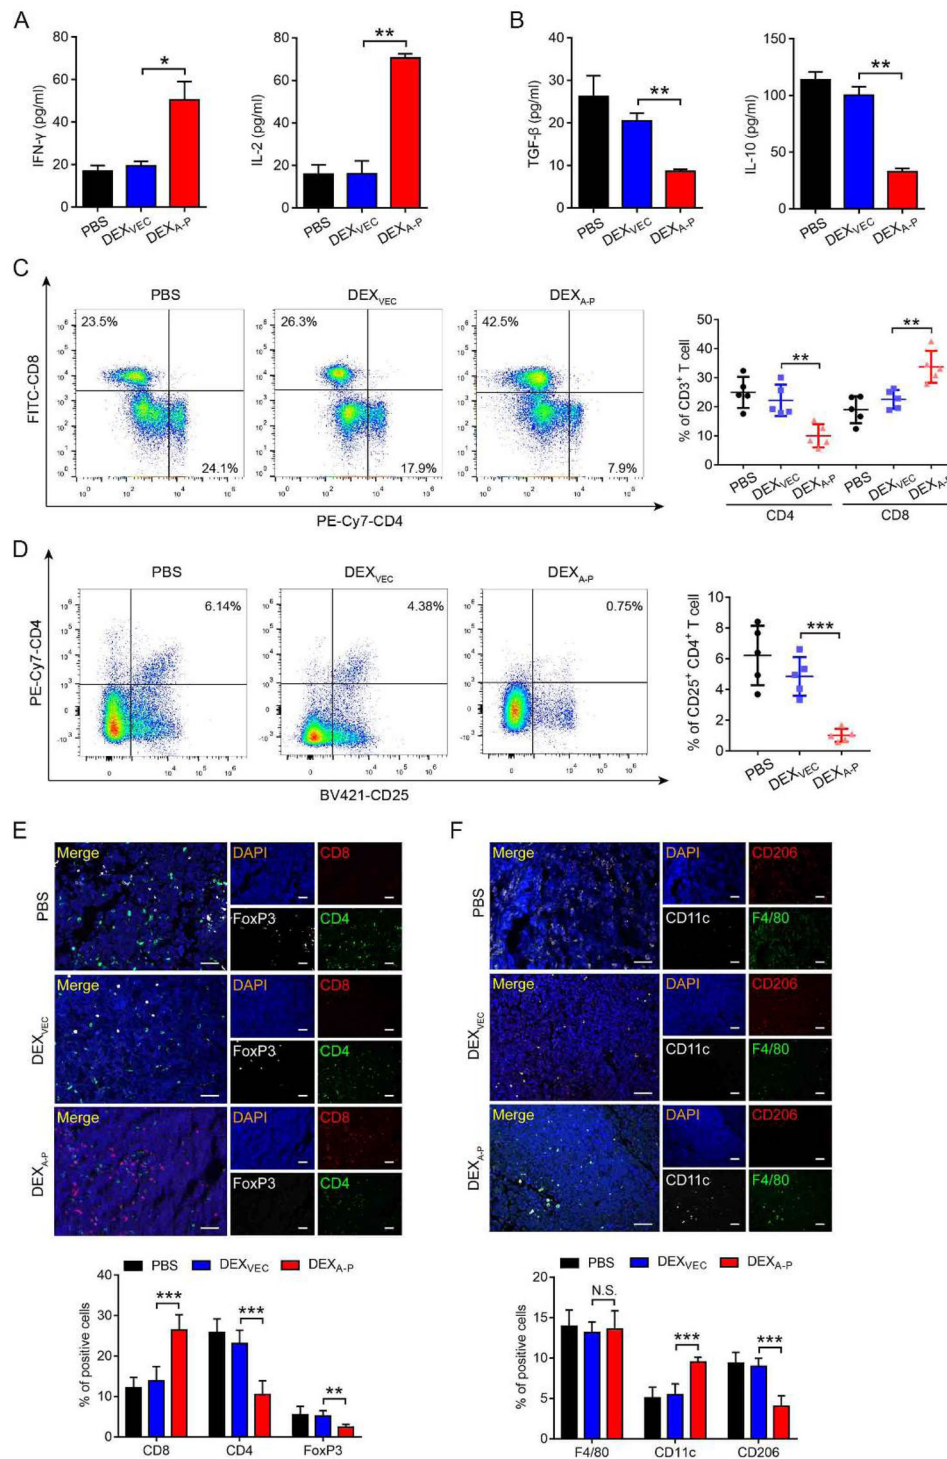 A
IFN-γ (pg/ml)
80
60
40
20
0
*
PBS
DEXVEC
DEXA-P
IL-2 (pg/ml)
80
60
40
20
0
**
PBS
DEXVEC
DEXA-P
B
TGF-β (pg/ml)
40
30
20
10
0
**
PBS
DEXVEC
DEXA-P
IL-10 (pg/ml)
150
100
50
0
**
PBS
DEXVEC
DEXA-P
C
PBS
DEXVEC
DEXA-P
FITC-CD8
23.5%
26.3%
42.5%
24.1%
17.9%
7.9%
PE-Cy7-CD4
% of CD3+ T cell
50
40
30
20
10
0
**
**
PBS
DEXVEC
DEXA-P
PBS
DEXVEC
DEXA-P
CD4
CD8
D
PBS
DEXVEC
DEXA-P
PE-Cy7-CD4
6.14%
4.38%
0.75%
BV421-CD25
% of CD25+ CD4+ T cell
10
8
6
4
2
0
***
PBS
DEXVEC
DEXA-P
E
PBS
Merge
DAPI
CD8
FoxP3
CD4
DEXVEC
Merge
DAPI
CD8
FoxP3
CD4
DEXA-P
Merge
DAPI
CD8
FoxP3
CD4
PBS DEXVEC DEXA-P
% of positive cells
40
30
20
10
0
***
***
**
CD8
CD4
FoxP3
F
PBS
Merge
DAPI
CD206
CD11c
F4/80
DEXVEC
Merge
DAPI
CD206
CD11c
F4/80
DEXA-P
Merge
DAPI
CD206
CD11c
F4/80
PBS DEXVEC DEXA-P
% of positive cells
20
15
10
5
0
N.S.
***
***
F4/80
CD11c
CD206